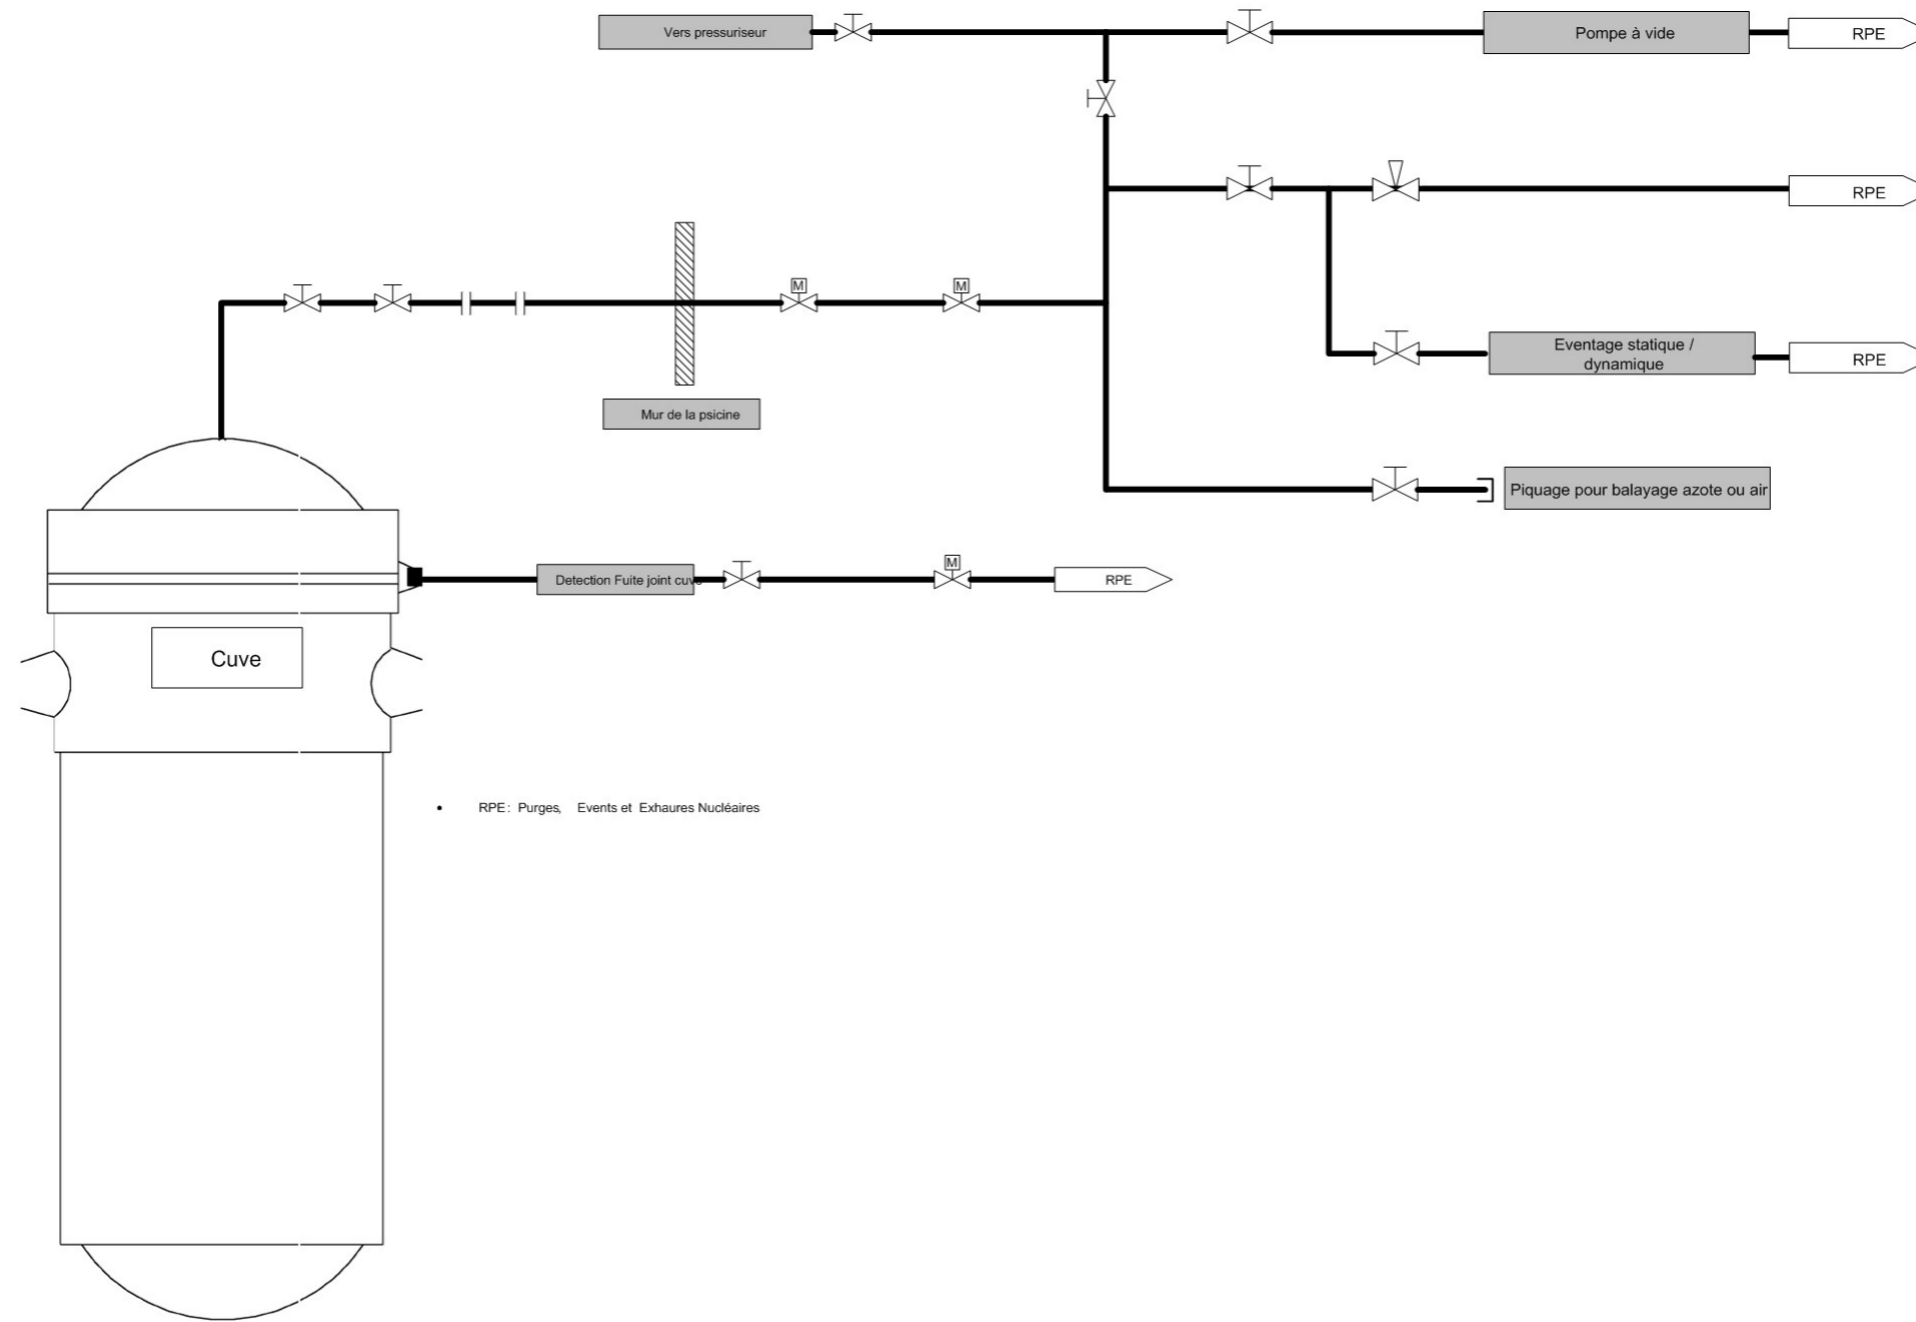 Vers pressuriseur
Pompe à vide
RPE
RPE
M
M
Eventage statique /
dynamique
RPE
Mur de la psicine
Piquage pour balayage azote ou air
Detection Fuite joint cuve
M
RPE
Cuve
• RPE: Purges, Events et Exhaures Nucléaires